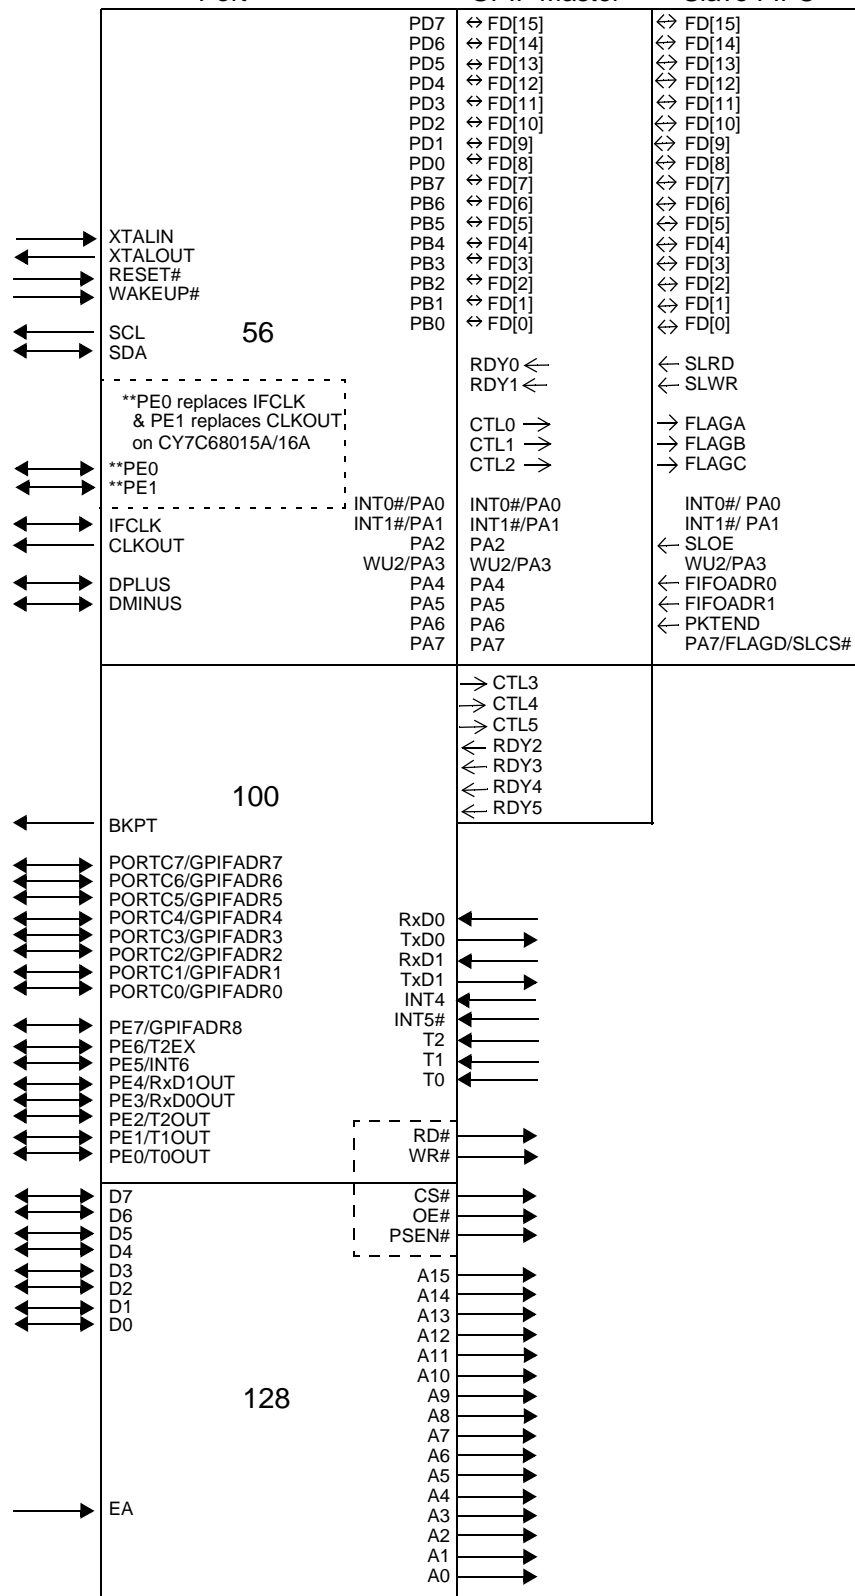 PD7 ↔ FD[15] ↔ FD[15]
PD6 ↔ FD[14] ↔ FD[14]
PD5 ↔ FD[13] ↔ FD[13]
PD4 ↔ FD[12] ↔ FD[12]
PD3 ↔ FD[11] ↔ FD[11]
PD2 ↔ FD[10] ↔ FD[10]
PD1 ↔ FD[9] ↔ FD[9]
PD0 ↔ FD[8] ↔ FD[8]
PB7 ↔ FD[7] ↔ FD[7]
PB6 ↔ FD[6] ↔ FD[6]
PB5 ↔ FD[5] ↔ FD[5]
PB4 ↔ FD[4] ↔ FD[4]
PB3 ↔ FD[3] ↔ FD[3]
PB2 ↔ FD[2] ↔ FD[2]
PB1 ↔ FD[1] ↔ FD[1]
PB0 ↔ FD[0] ↔ FD[0]
XTALIN
XTALOUT
RESET#
WAKEUP#
SCL
SDA
56
RDY0 ← ← SLRD
RDY1 ← ← SLWR
CTL0 → → FLAGA
CTL1 → → FLAGB
CTL2 → → FLAGC
**PE0 replaces IFCLK
& PE1 replaces CLKOUT
on CY7C68015A/16A
**PE0
**PE1
IFCLK
CLKOUT
DPLUS
DMINUS
INT0#/PA0 INT0#/PA0 INT0#/ PA0
INT1#/PA1 INT1#/PA1 INT1#/ PA1
PA2 PA2 ← SLOE
WU2/PA3 WU2/PA3 WU2/PA3
PA4 PA4 ← FIFOADR0
PA5 PA5 ← FIFOADR1
PA6 PA6 ← PKTEND
PA7 PA7 PA7/FLAGD/SLCS#
→ CTL3
→ CTL4
→ CTL5
← RDY2
← RDY3
← RDY4
← RDY5
100
BKPT
PORTC7/GPIFADR7
PORTC6/GPIFADR6
PORTC5/GPIFADR5
PORTC4/GPIFADR4
PORTC3/GPIFADR3
PORTC2/GPIFADR2
PORTC1/GPIFADR1
PORTC0/GPIFADR0
PE7/GPIFADR8
PE6/T2EX
PE5/INT6
PE4/RxD1OUT
PE3/RxD0OUT
PE2/T2OUT
PE1/T1OUT
PE0/T0OUT
RxD0
TxD0
RxD1
TxD1
INT4
INT5#
T2
T1
T0
RD#
WR#
CS#
OE#
PSEN#
D7
D6
D5
D4
D3
D2
D1
D0
128
EA
A15
A14
A13
A12
A11
A10
A9
A8
A7
A6
A5
A4
A3
A2
A1
A0